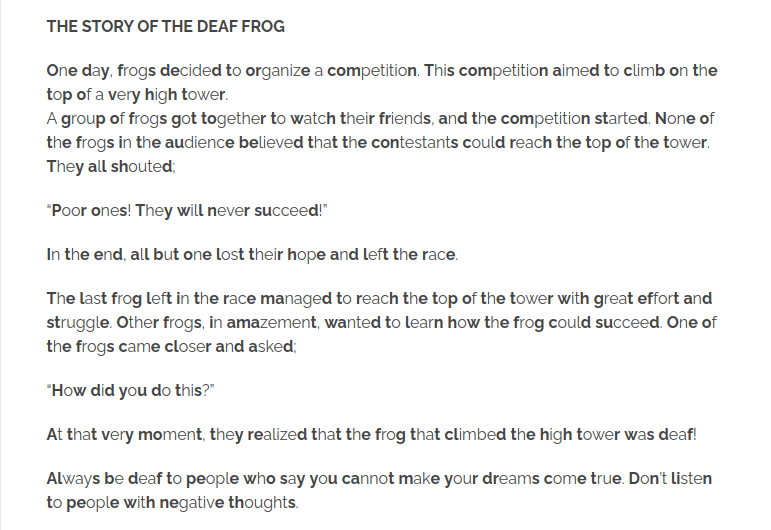 THE STORY OF THE DEAF FROG
One day, frogs decided to organize a competition. This competition aimed to climb on the
top of a very high tower.
A group of frogs got together to watch their friends, and the competition started. None of
the frogs in the audience believed that the contestants could reach the top of the tower.
They all shouted;
“Poor ones! They will never succeed!”
In the end, all but one lost their hope and left the race.
The last frog left in the race managed to reach the top of the tower with great effort and
struggle. Other frogs, in amazement, wanted to learn how the frog could succeed. One of
the frogs came closer and asked;
“How did you do this?”
At that very moment, they realized that the frog that climbed the high tower was deaf!
Always be deaf to people who say you cannot make your dreams come true. Don’t listen
to people with negative thoughts.